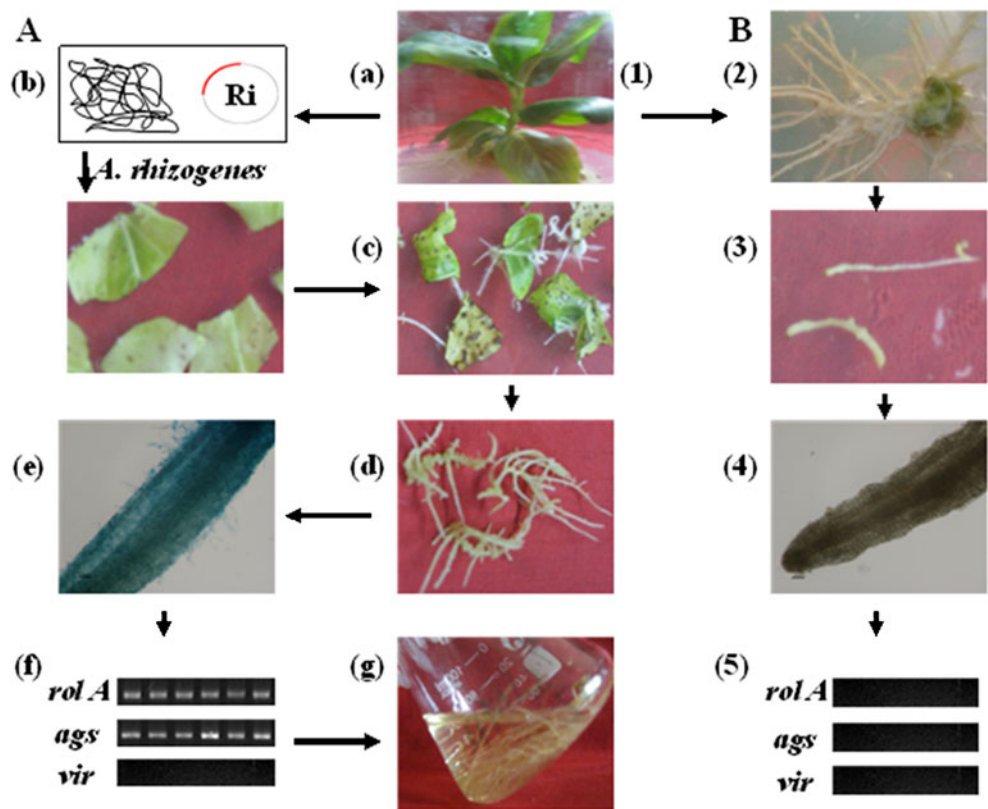 A
B
(b)
Ri
(a)
(1)
(2)
A. rhizogenes
(c)
(3)
(e)
(d)
(4)
(f)
rol A
ags
vir
(g)
(5)
rol A
ags
vir